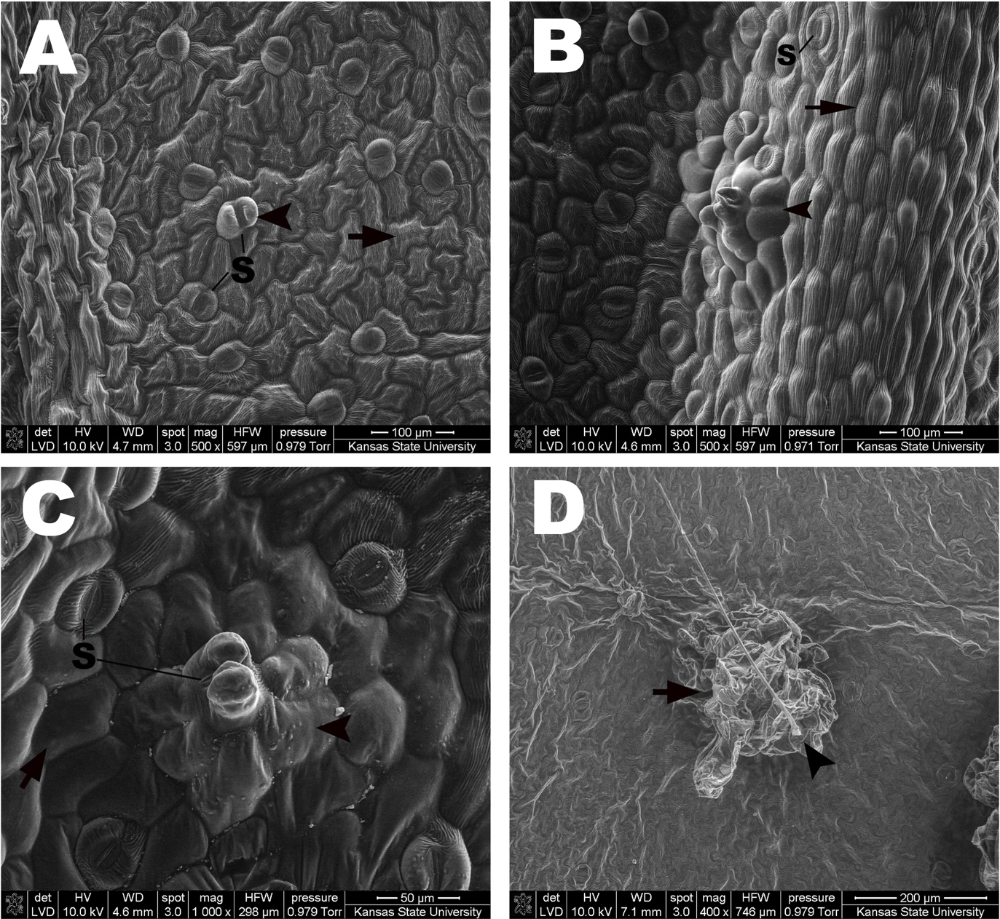 A
S
det HV WD spot mag HFW pressure 100 µm
LVD 10.0 kV 4.7 mm 3.0 500 x 597 µm 0.979 Torr Kansas State University
B
S
det HV WD spot mag HFW pressure 100 µm
LVD 10.0 kV 4.6 mm 3.0 500 x 597 µm 0.971 Torr Kansas State University
C
S
det HV WD spot mag HFW pressure 50 µm
LVD 10.0 kV 4.6 mm 3.0 1 000 x 298 µm 0.979 Torr Kansas State University
D
det HV WD spot mag HFW pressure 200 µm
LVD 10.0 kV 7.1 mm 3.0 400 x 746 µm 0.979 Torr Kansas State University